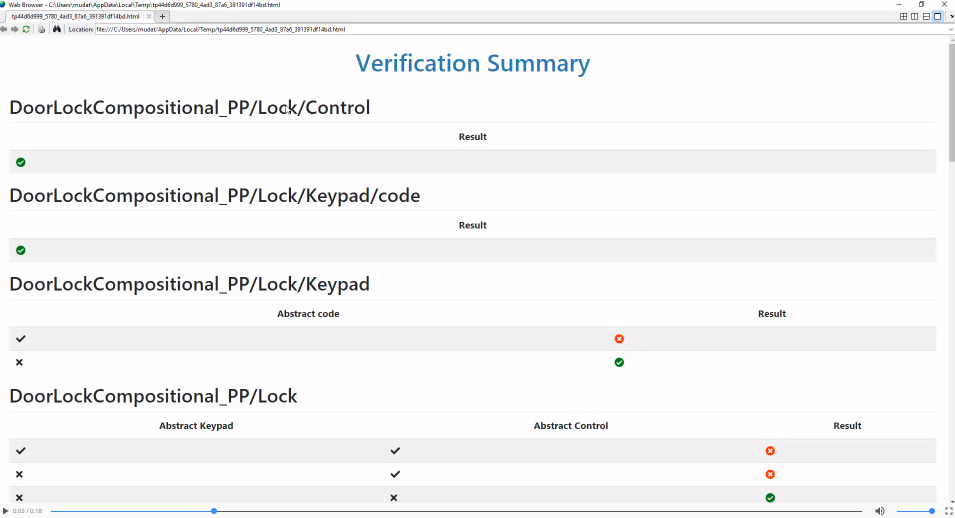 Web Browser - C:\Users\mudat\AppData\Local\Temp\tp44d6d999_5780_4ad3_87a6_391391df14bd.html
tp44d6d999_5780_4ad3_87a6_391391df14bd.html
Location: file:///C:/Users/mudat/AppData/Local/Temp/tp44d6d999_5780_4ad3_87a6_391391df14bd.html
Verification Summary
DoorLockCompositional_PP/Lock/Control
Result
DoorLockCompositional_PP/Lock/Keypad/code
Result
DoorLockCompositional_PP/Lock/Keypad
Abstract code Result
DoorLockCompositional_PP/Lock
Abstract Keypad Abstract Control Result
0:03 / 0:18